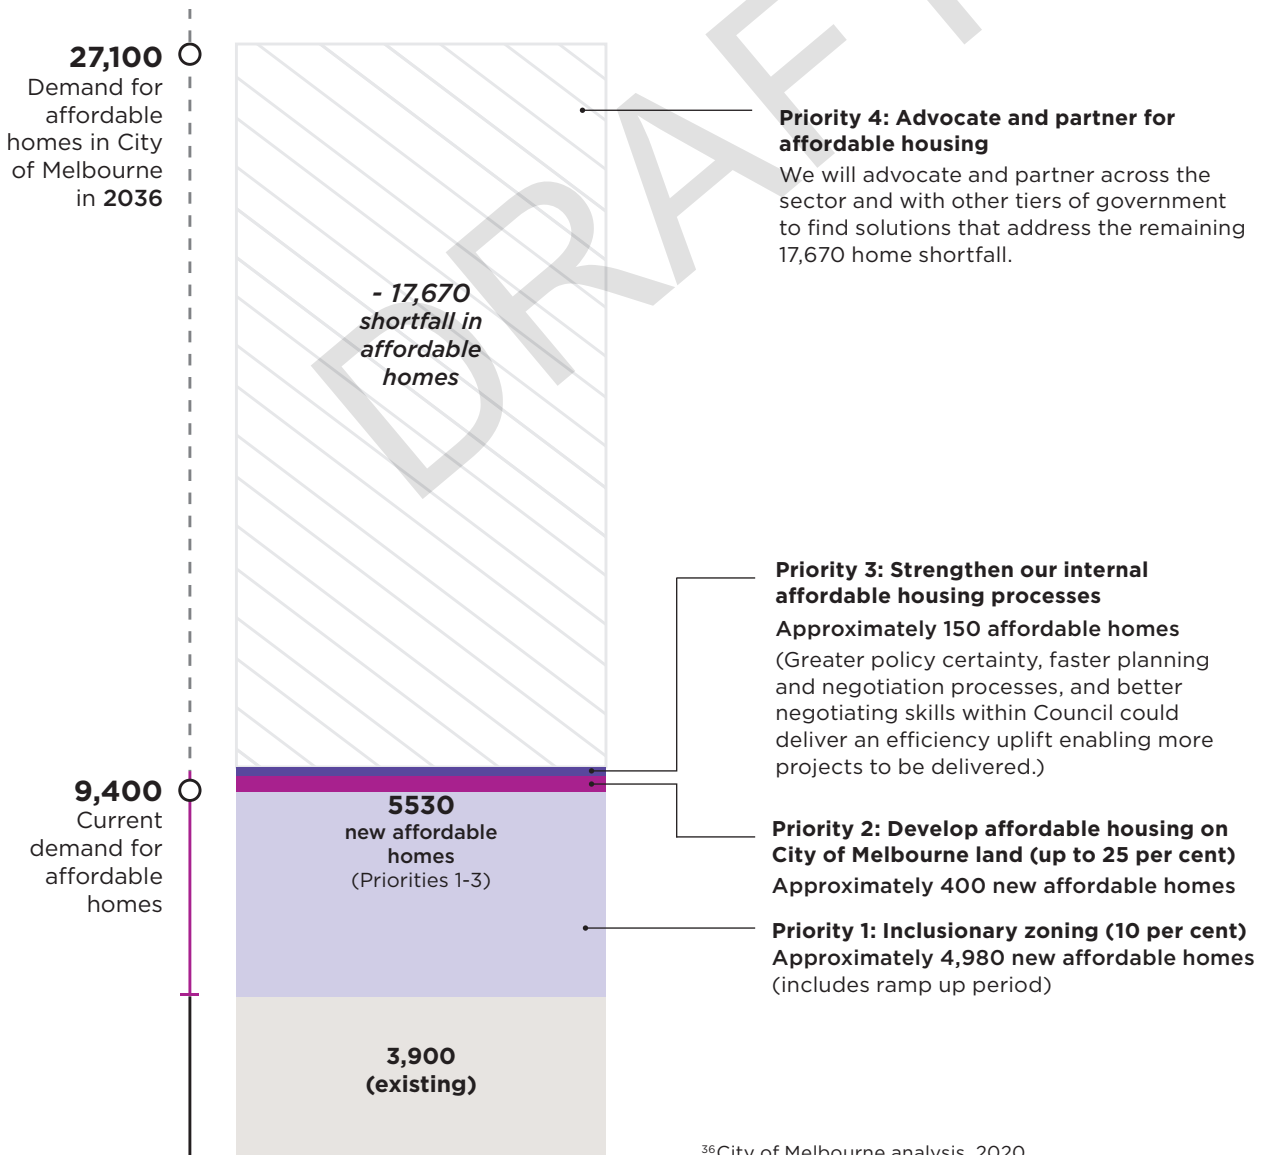 DRAFT
27,100
Demand for
affordable
homes in City
of Melbourne
in 2036
- 17,670
shortfall in
affordable
homes
Priority 4: Advocate and partner for
affordable housing
We will advocate and partner across the
sector and with other tiers of government
to find solutions that address the remaining
17,670 home shortfall.
Priority 3: Strengthen our internal
affordable housing processes
Approximately 150 affordable homes
(Greater policy certainty, faster planning
and negotiation processes, and better
negotiating skills within Council could
deliver an efficiency uplift enabling more
projects to be delivered.)
9,400
Current
demand for
affordable
homes
5530
new affordable
homes
(Priorities 1-3)
Priority 2: Develop affordable housing on
City of Melbourne land (up to 25 per cent)
Approximately 400 new affordable homes
Priority 1: Inclusionary zoning (10 per cent)
Approximately 4,980 new affordable homes
(includes ramp up period)
3,900
(existing)
36City of Melbourne analysis, 2020